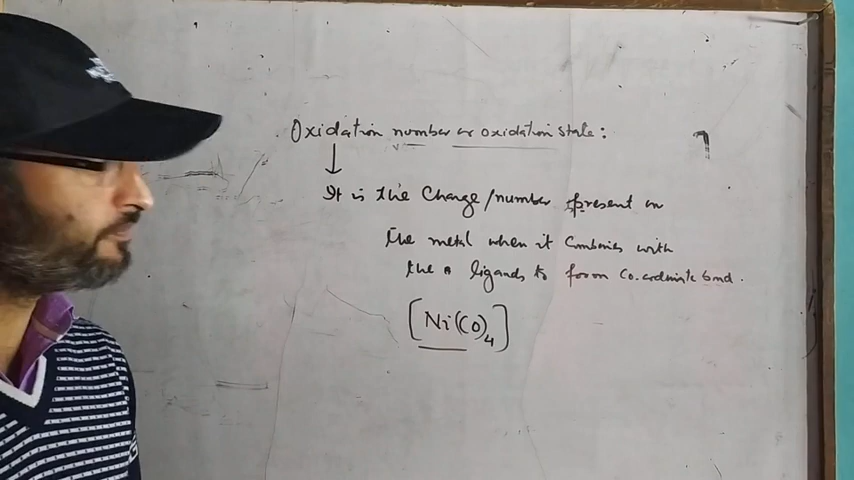 Oxidation number or oxidation state:
It is the Charge/number present on
the metal when it Combines with
the ligands to form Co.ordinate bond.
[Ni(CO)4]